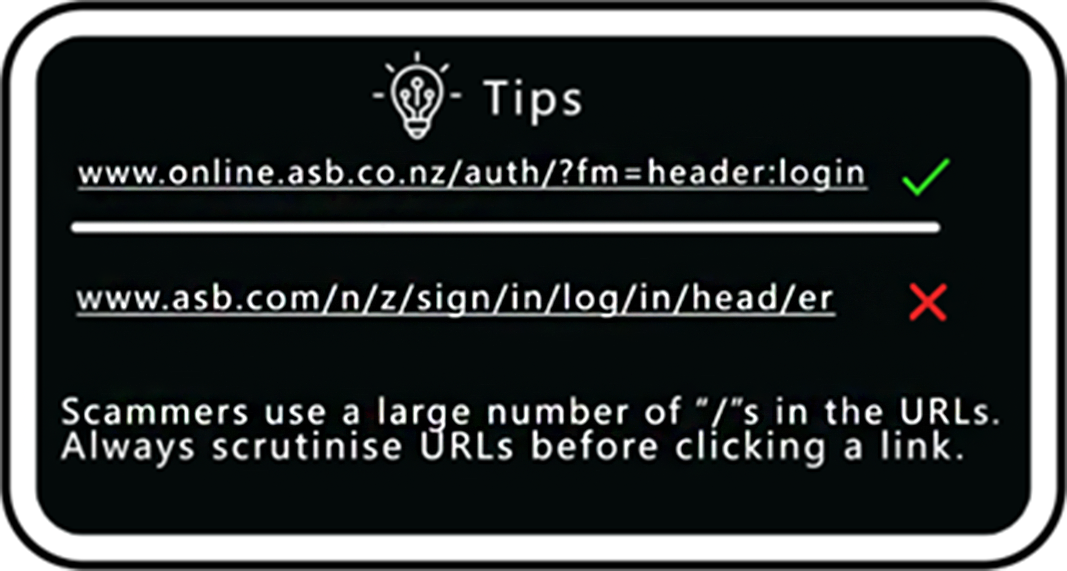 Tips
www.online.asb.co.nz/auth/?fm=header:login
www.asb.com/n/z/sign/in/log/in/head/er
Scammers use a large number of "/"s in the URLs.
Always scrutinise URLs before clicking a link.